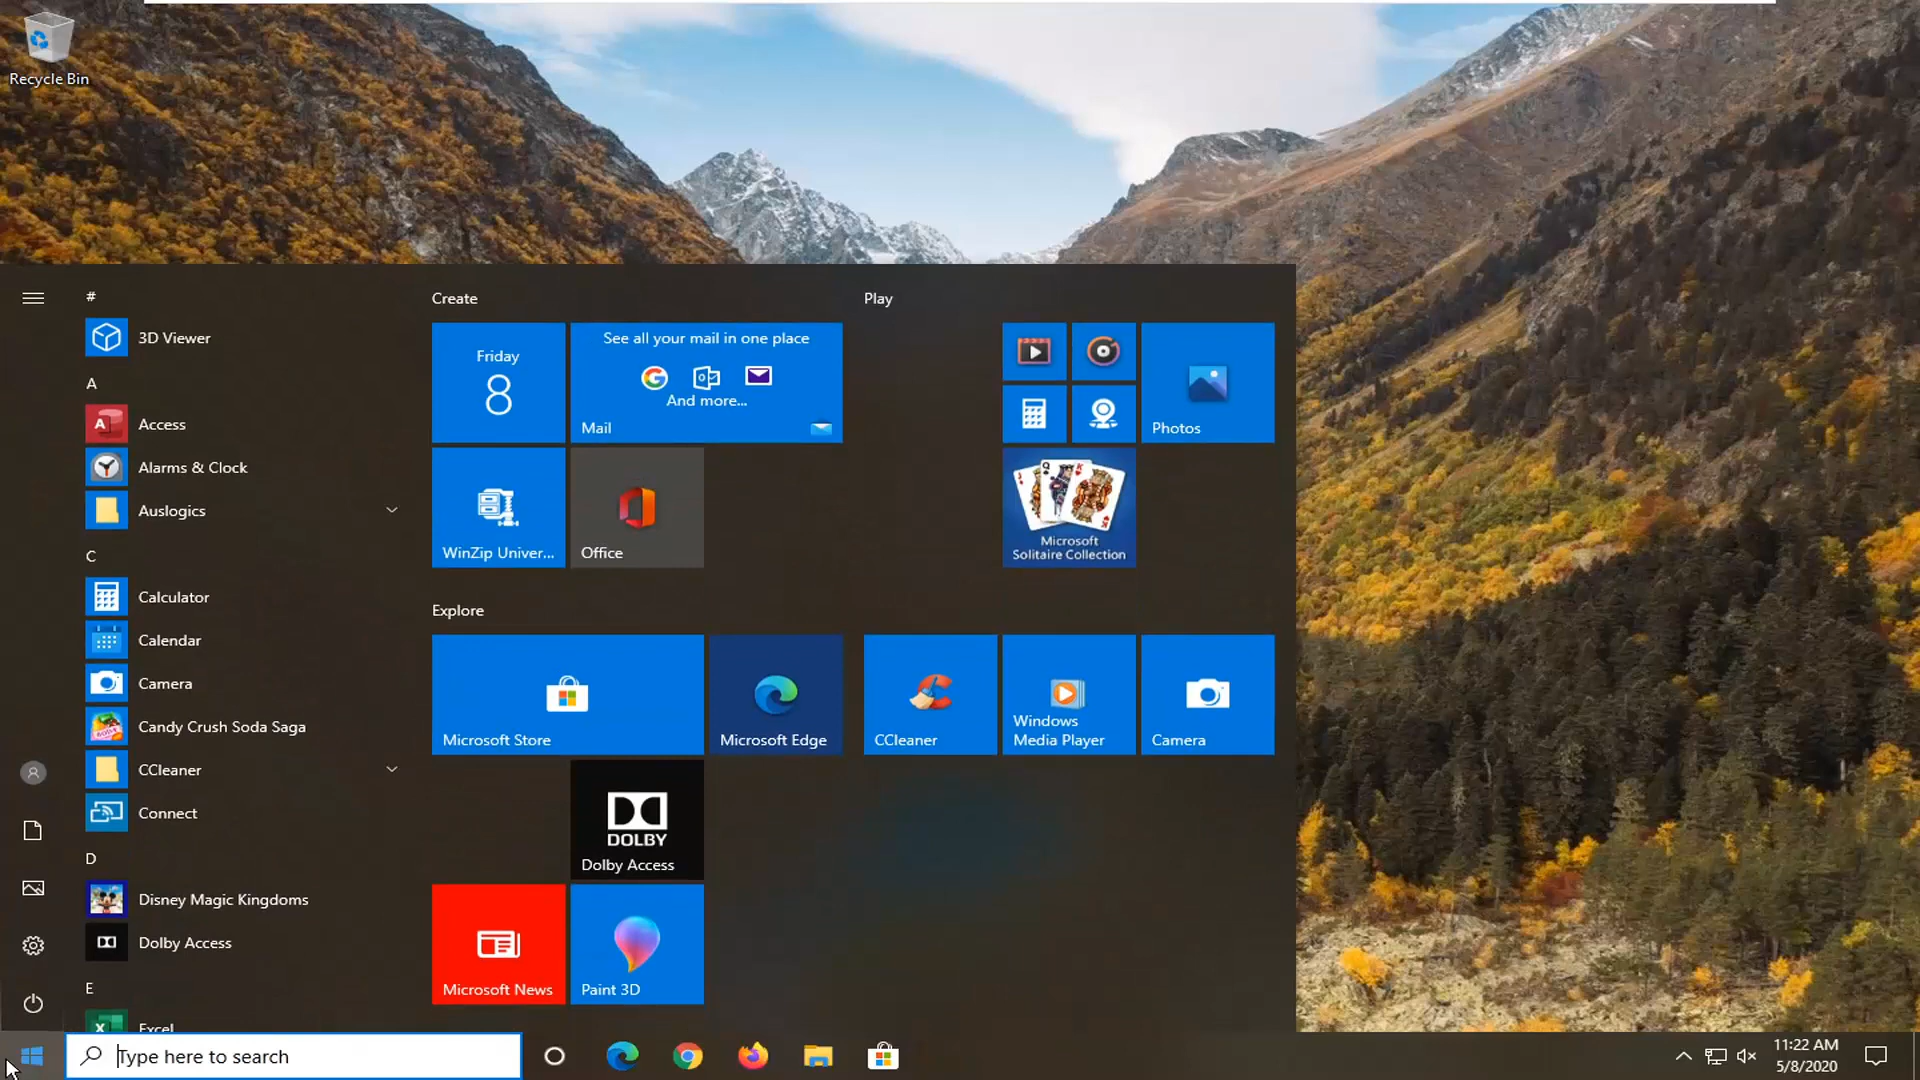 Recycle Bin
#
3D Viewer
A
Access
Alarms & Clock
Auslogics
C
Calculator
Calendar
Camera
Candy Crush Soda Saga
CCleaner
Connect
D
Disney Magic Kingdoms
Dolby Access
E
Excel
Create
Friday
8
See all your mail in one place
And more...
Mail
WinZip Univer...
Office
Explore
Microsoft Store
Microsoft Edge
DOLBY
Dolby Access
Microsoft News
Paint 3D
Play
Photos
Microsoft
Solitaire Collection
CCleaner
Windows
Media Player
Camera
Type here to search
11:22 AM
5/8/2020